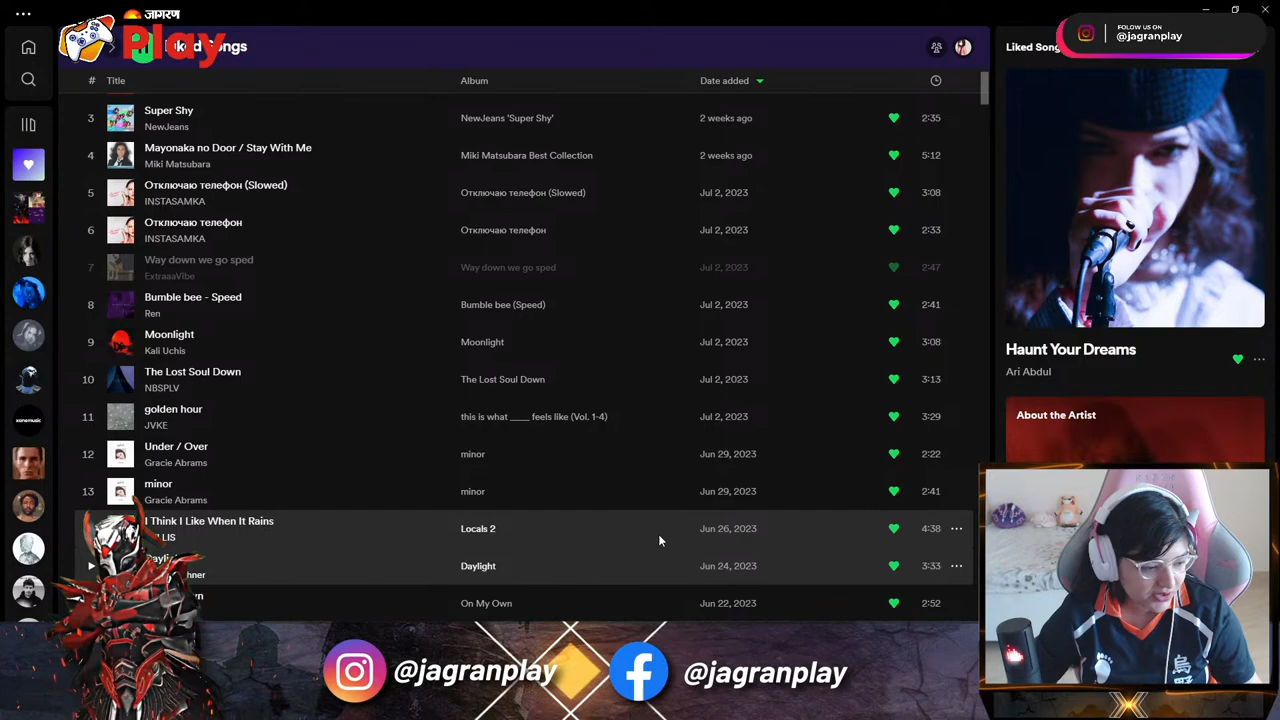 जागरण
Play
Liked Songs
Liked Song
FOLLOW US ON
@jagranplay
# Title Album Date added
3 Super Shy NewJeans 'Super Shy' 2 weeks ago 2:35
NewJeans
4 Mayonaka no Door / Stay With Me Miki Matsubara Best Collection 2 weeks ago 5:12
Miki Matsubara
5 Отключаю телефон (Slowed) Отключаю телефон (Slowed) Jul 2, 2023 3:08
INSTASAMKA
6 Отключаю телефон Отключаю телефон Jul 2, 2023 2:33
INSTASAMKA
7 Way down we go sped Way down we go sped Jul 2, 2023 2:47
ExtraaaVibe
8 Bumble bee - Speed Bumble bee (Speed) Jul 2, 2023 2:41
Ren
9 Moonlight Moonlight Jul 2, 2023 3:08
Kali Uchis
10 The Lost Soul Down The Lost Soul Down Jul 2, 2023 3:13
NBSPLV
11 golden hour this is what ____ feels like (Vol. 1-4) Jul 2, 2023 3:29
JVKE
12 Under / Over minor Jun 29, 2023 2:22
Gracie Abrams
13 minor minor Jun 29, 2023 2:41
Gracie Abrams
I Think I Like When It Rains Locals 2 Jun 26, 2023 4:38
LIS
Daylight Jun 24, 2023 3:33
hner
wn On My Own Jun 22, 2023 2:52
Haunt Your Dreams
Ari Abdul
About the Artist
xonemusic
@jagranplay
@jagranplay